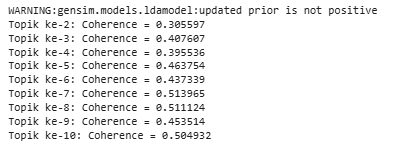 WARNING:gensim.models.ldamodel:updated prior is not positive
Topik ke-2: Coherence = 0.305597
Topik ke-3: Coherence = 0.407607
Topik ke-4: Coherence = 0.395536
Topik ke-5: Coherence = 0.463754
Topik ke-6: Coherence = 0.437339
Topik ke-7: Coherence = 0.513965
Topik ke-8: Coherence = 0.511124
Topik ke-9: Coherence = 0.453514
Topik ke-10: Coherence = 0.504932